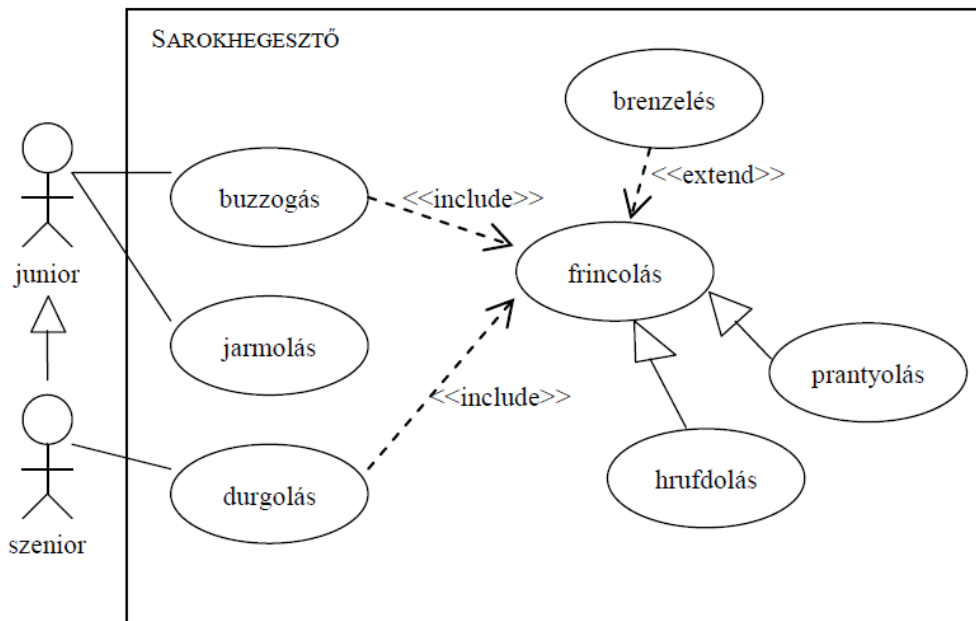 SAROKHEGESZTŐ
brenzelés
buzzogás
<<include>>
<<extend>>
junior
frincolás
jarmolás
prantyolás
<<include>>
hrufdolás
durgolás
szenior